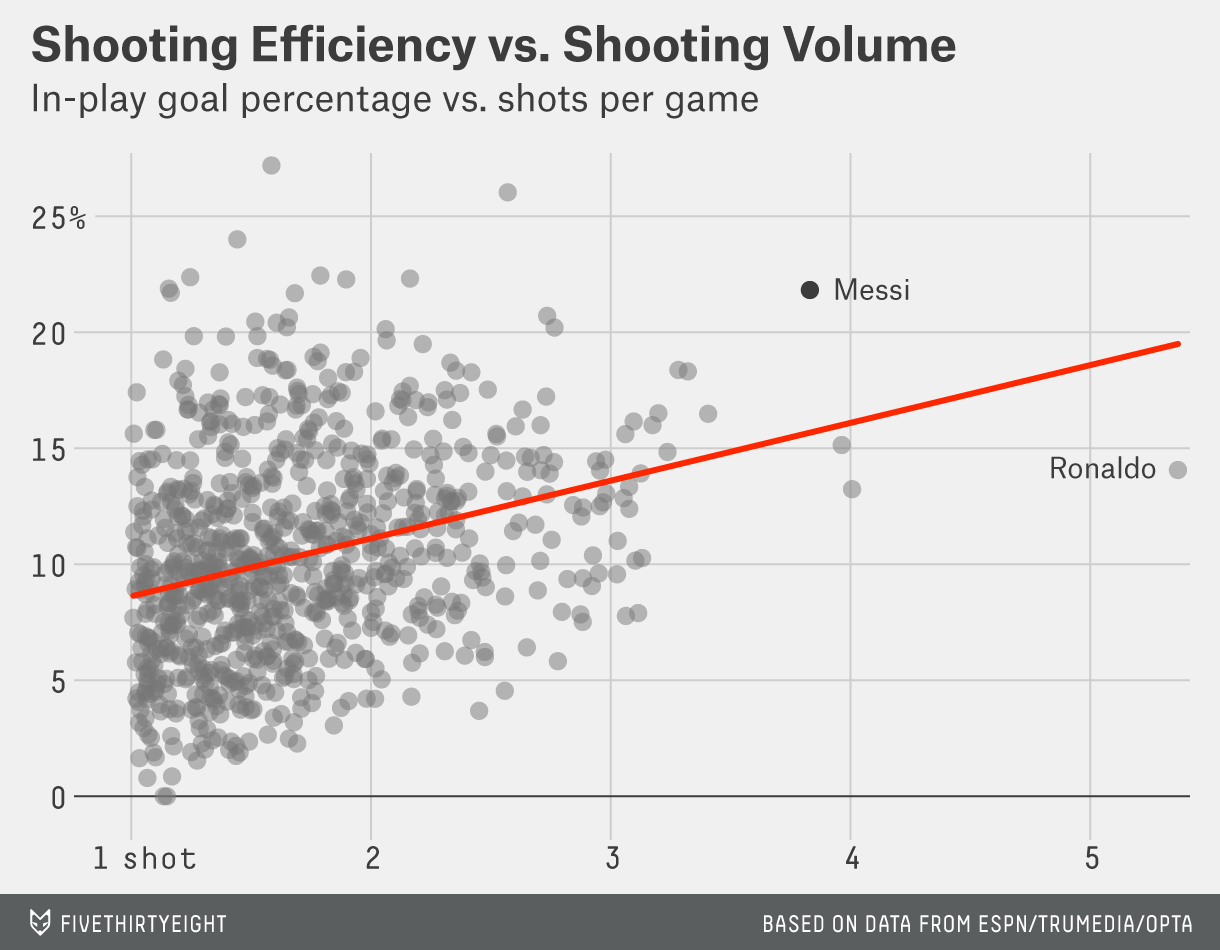 Shooting Efficiency vs. Shooting Volume
In-play goal percentage vs. shots per game
25%
Messi
20
15
Ronaldo
10
5
0
1 shot 2 3 4 5
FIVETHIRTYEIGHT BASED ON DATA FROM ESPN/TRUMEDIA/OPTA